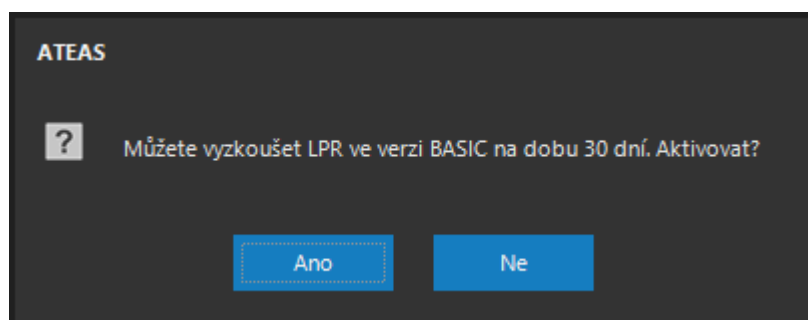 ATEAS
?
Můžete vyzkoušet LPR ve verzi BASIC na dobu 30 dní. Aktivovat?
Ano
Ne